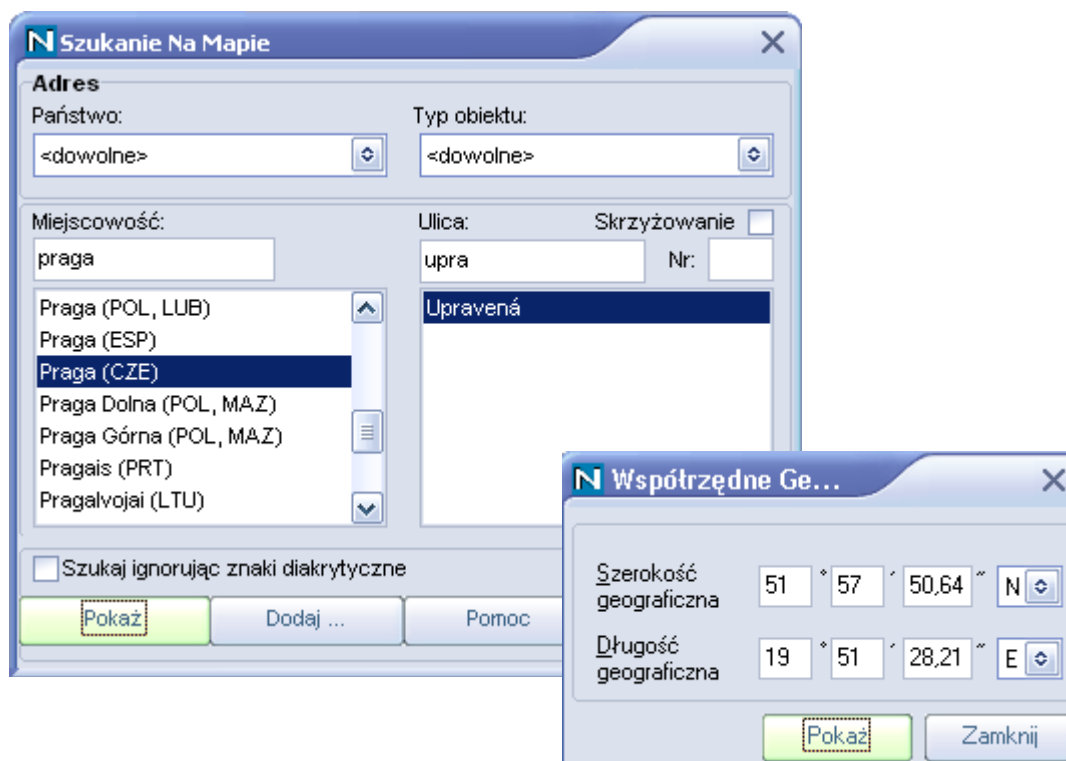 N Szukanie Na Mapie
Adres
Państwo: Typ obiektu:
<dowolne> <dowolne>
Miejscowość: Ulica: Skrzyżowanie
praga upra Nr:
Praga (POL, LUB) Upravená
Praga (ESP)
Praga (CZE)
Praga Dolna (POL, MAZ)
Praga Górna (POL, MAZ)
Pragais (PRT)
Pragalvojai (LTU)
Szukaj ignorując znaki diakrytyczne
Pokaż Dodaj ... Pomoc
N Współrzędne Ge...
Szerokość
geograficzna 51 ° 57 ′ 50,64 ″ N
Długość
geograficzna 19 ° 51 ′ 28,21 ″ E
Pokaż Zamknij